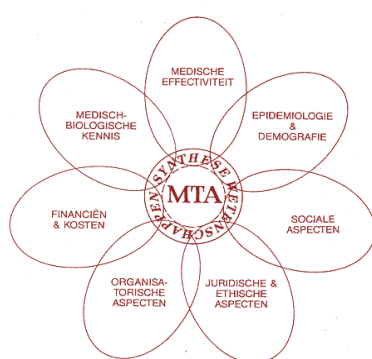 MEDISCHE
EFFECTIVITEIT
MEDISCH-
BIOLOGISCHE
KENNIS
EPIDEMIOLOGIE
&
DEMOGRAFIE
SYNTHESE WETENSCHAPPEN
MTA
FINANCIËN
& KOSTEN
SOCIALE
ASPECTEN
ORGANISA-
TORISCHE
ASPECTEN
JURIDISCHE &
ETHISCHE
ASPECTEN